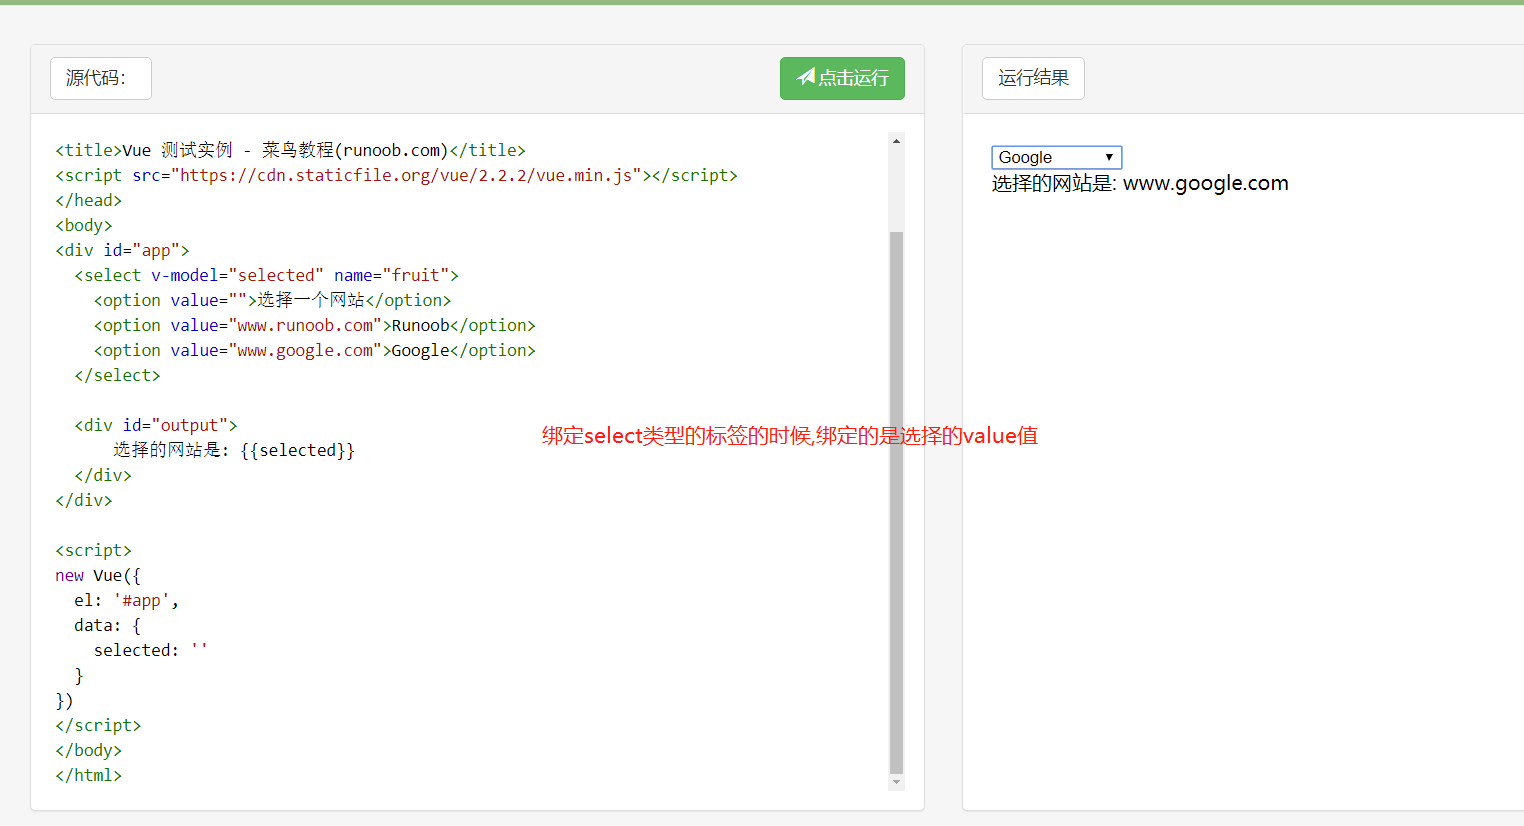 源代码：
点击运行
<title>Vue 测试实例 - 菜鸟教程(runoob.com)</title>
<script src="https://cdn.staticfile.org/vue/2.2.2/vue.min.js"></script>
</head>
<body>
<div id="app">
  <select v-model="selected" name="fruit">
    <option value="">选择一个网站</option>
    <option value="www.runoob.com">Runoob</option>
    <option value="www.google.com">Google</option>
  </select>
  <div id="output">
      选择的网站是: {{selected}}
  </div>
</div>
<script>
new Vue({
  el: '#app',
  data: {
    selected: ''
  }
})
</script>
</body>
</html>
绑定select类型的标签的时候,绑定的是选择的value值
运行结果
Google
选择的网站是: www.google.com